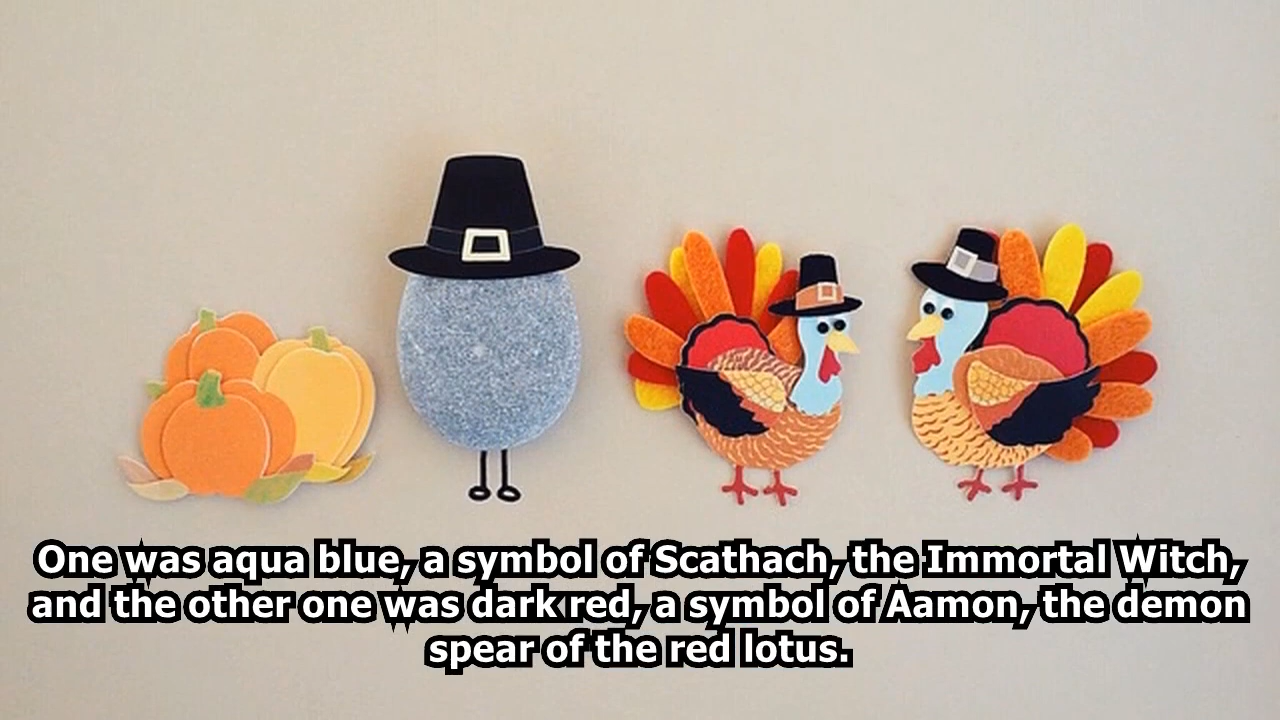 One was aqua blue, a symbol of Scathach, the Immortal Witch,
and the other one was dark red, a symbol of Aamon, the demon
spear of the red lotus.